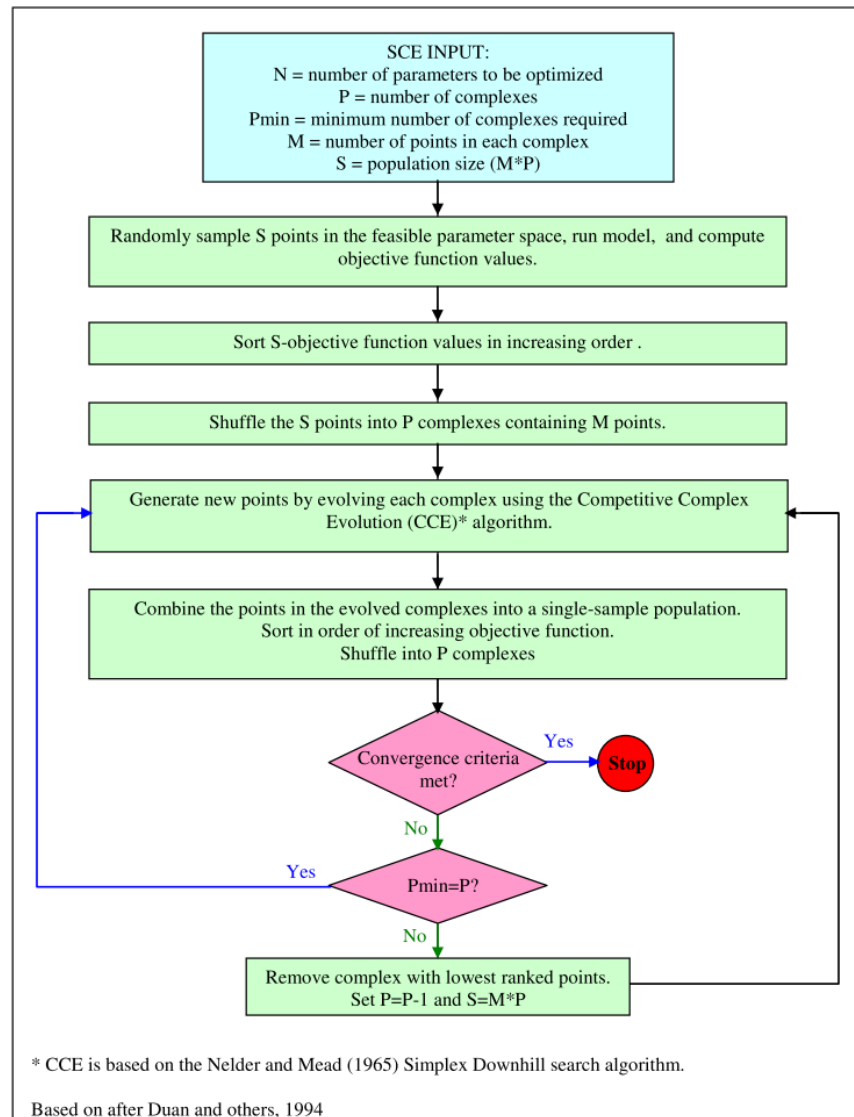 SCE INPUT:
N = number of parameters to be optimized
P = number of complexes
Pmin = minimum number of complexes required
M = number of points in each complex
S = population size (M*P)
Randomly sample S points in the feasible parameter space, run model,  and compute
objective function values.
Sort S-objective function values in increasing order .
Shuffle the S points into P complexes containing M points.
Generate new points by evolving each complex using the Competitive Complex
Evolution (CCE)* algorithm.
Combine the points in the evolved complexes into a single-sample population.
Sort in order of increasing objective function.
Shuffle into P complexes
Convergence criteria
met?
Yes
Stop
No
Pmin=P?
Yes
No
Remove complex with lowest ranked points.
Set P=P-1 and S=M*P
* CCE is based on the Nelder and Mead (1965) Simplex Downhill search algorithm.
Based on after Duan and others, 1994